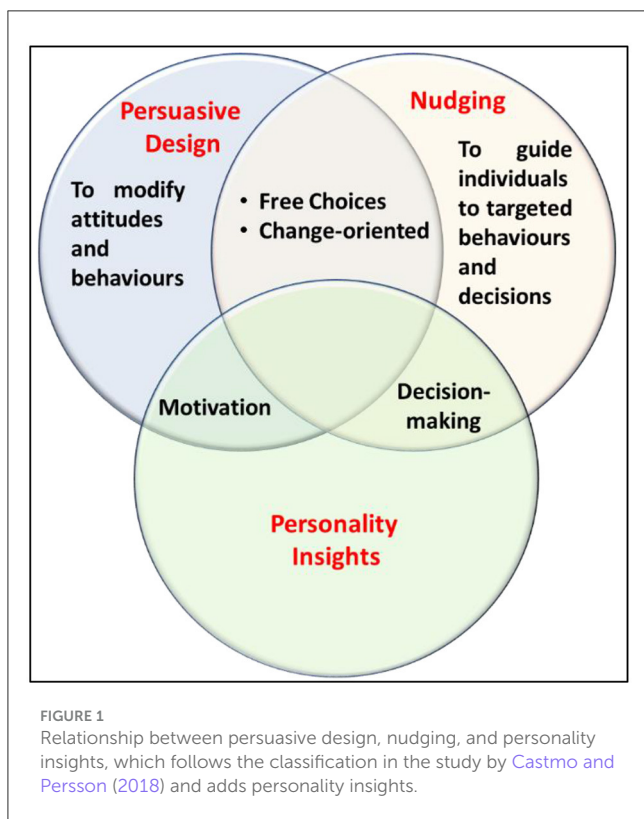 Persuasive
Design
To modify
attitudes
and
behaviours
• Free Choices
• Change-oriented
Nudging
To guide
individuals
to targeted
behaviours
and
decisions
Motivation
Decision-
making
Personality
Insights
FIGURE 1
Relationship between persuasive design, nudging, and personality
insights, which follows the classification in the study by Castmo and
Persson (2018) and adds personality insights.